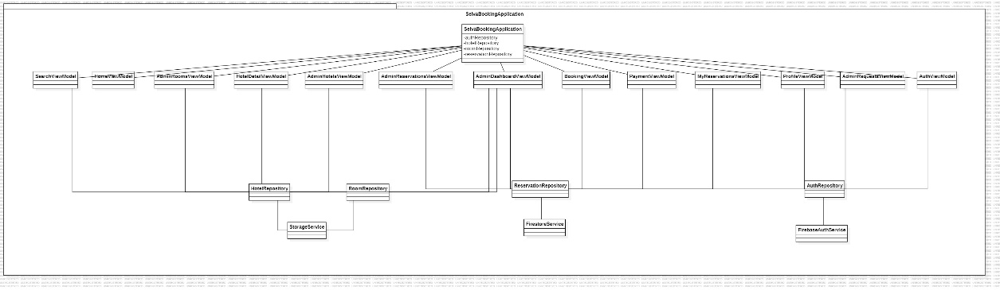 SelvaBookingApplication
SelvaBookingApplication
-authRepository
-hotelRepository
-roomRepository
-reservationRepository
SearchViewModel HomeViewModel AdminRoomsViewModel HotelDetailViewModel AdminHotelsViewModel AdminReservationsViewModel AdminDashboardViewModel BookingViewModel PaymentViewModel MyReservationsViewModel ProfileViewModel AdminRequestsViewModel AuthViewModel
HotelRepository RoomRepository ReservationRepository AuthRepository
StorageService FirestoreService FirebaseAuthService